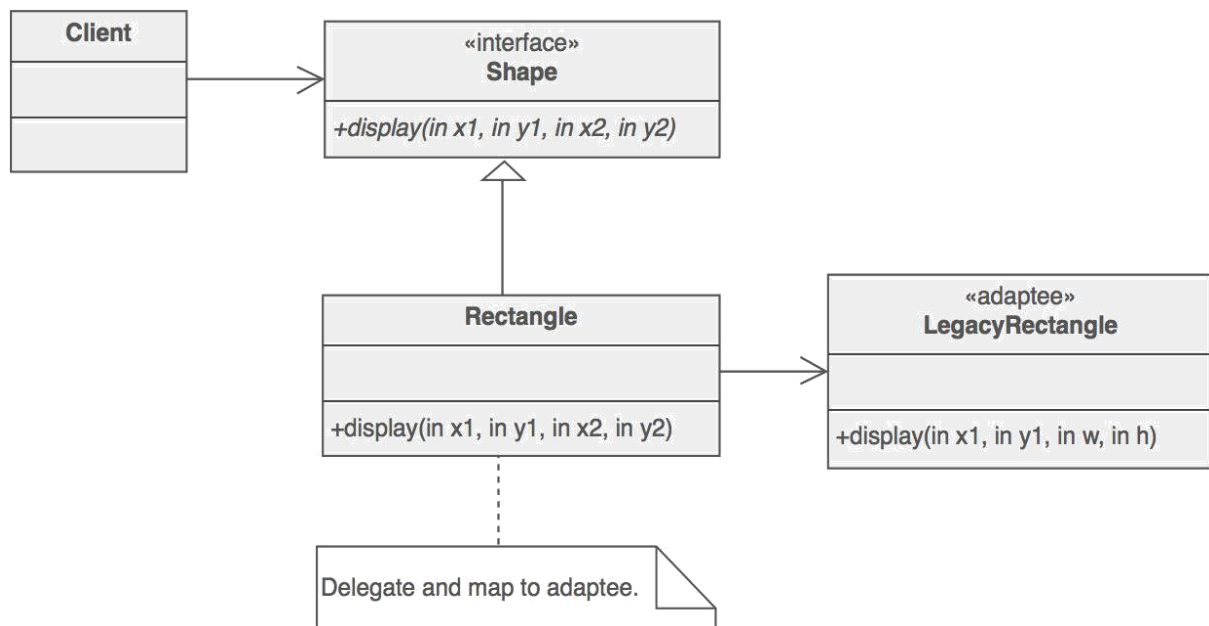 Client
«interface»
Shape
+display(in x1, in y1, in x2, in y2)
Rectangle
+display(in x1, in y1, in x2, in y2)
«adaptee»
LegacyRectangle
+display(in x1, in y1, in w, in h)
Delegate and map to adaptee.